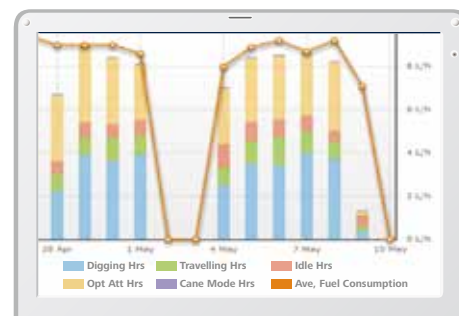 8 L/h
6 L/h
4 L/h
2 L/h
0 L/h
28 Apr 1 May 4 May 7 May 10 May
Digging Hrs Travelling Hrs Idle Hrs
Opt Att Hrs Cane Mode Hrs Ave, Fuel Consumption